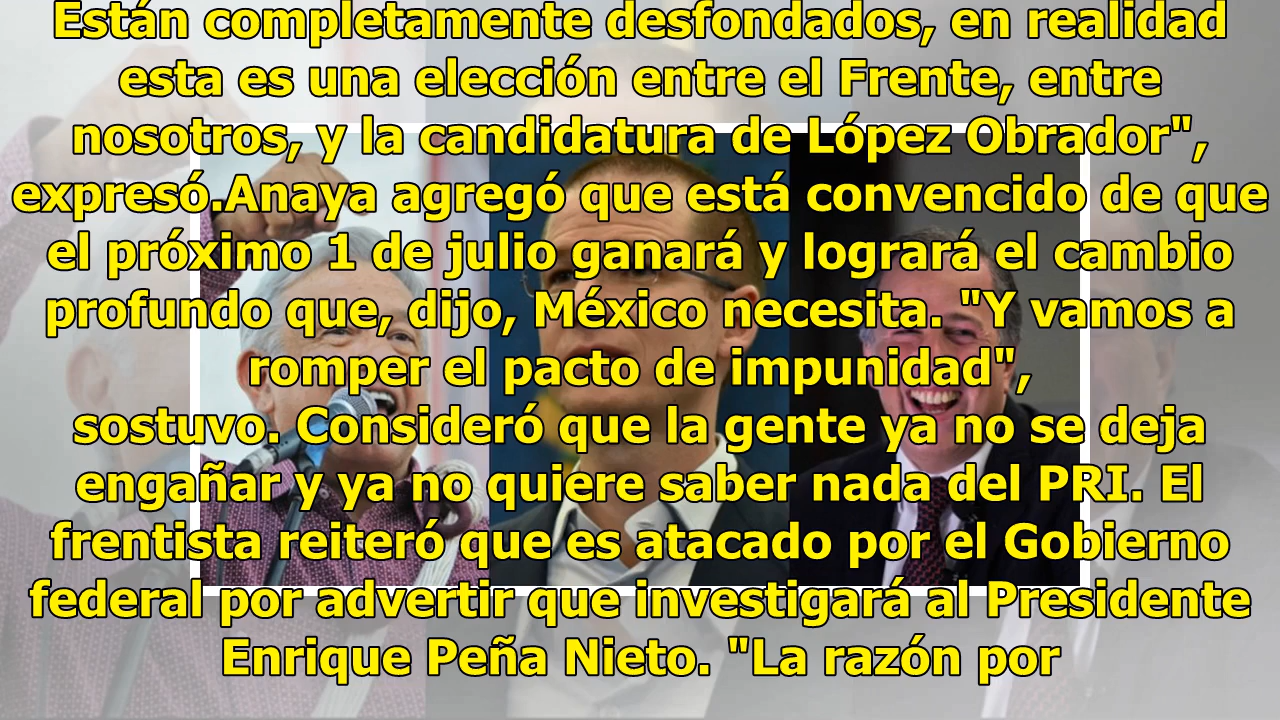 Están completamente desfondados, en realidad
esta es una elección entre el Frente, entre
nosotros, y la candidatura de López Obrador",
expresó.Anaya agregó que está convencido de que
el próximo 1 de julio ganará y logrará el cambio
profundo que, dijo, México necesita. "Y vamos a
romper el pacto de impunidad",
sostuvo. Consideró que la gente ya no se deja
engañar y ya no quiere saber nada del PRI. El
frentista reiteró que es atacado por el Gobierno
federal por advertir que investigará al Presidente
Enrique Peña Nieto. "La razón por